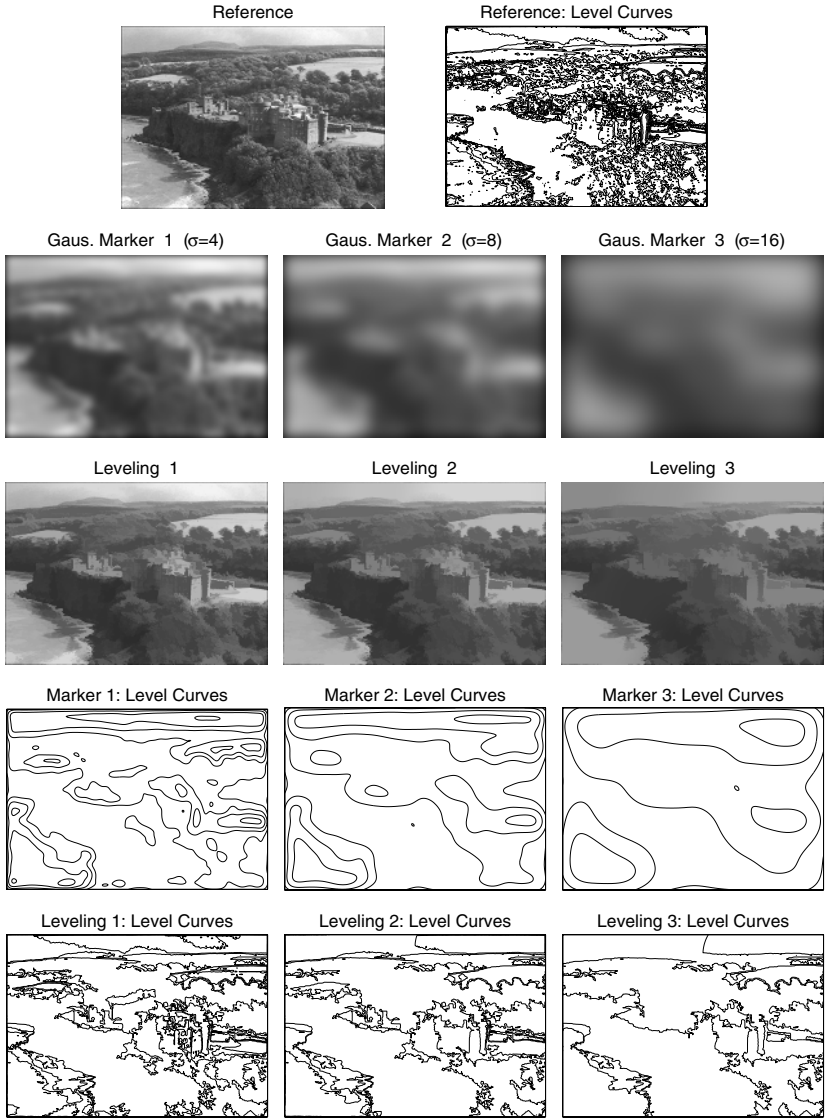 Reference
Reference: Level Curves
Gaus. Marker 1 (σ=4)
Gaus. Marker 2 (σ=8)
Gaus. Marker 3 (σ=16)
Leveling 1
Leveling 2
Leveling 3
Marker 1: Level Curves
Marker 2: Level Curves
Marker 3: Level Curves
Leveling 1: Level Curves
Leveling 2: Level Curves
Leveling 3: Level Curves